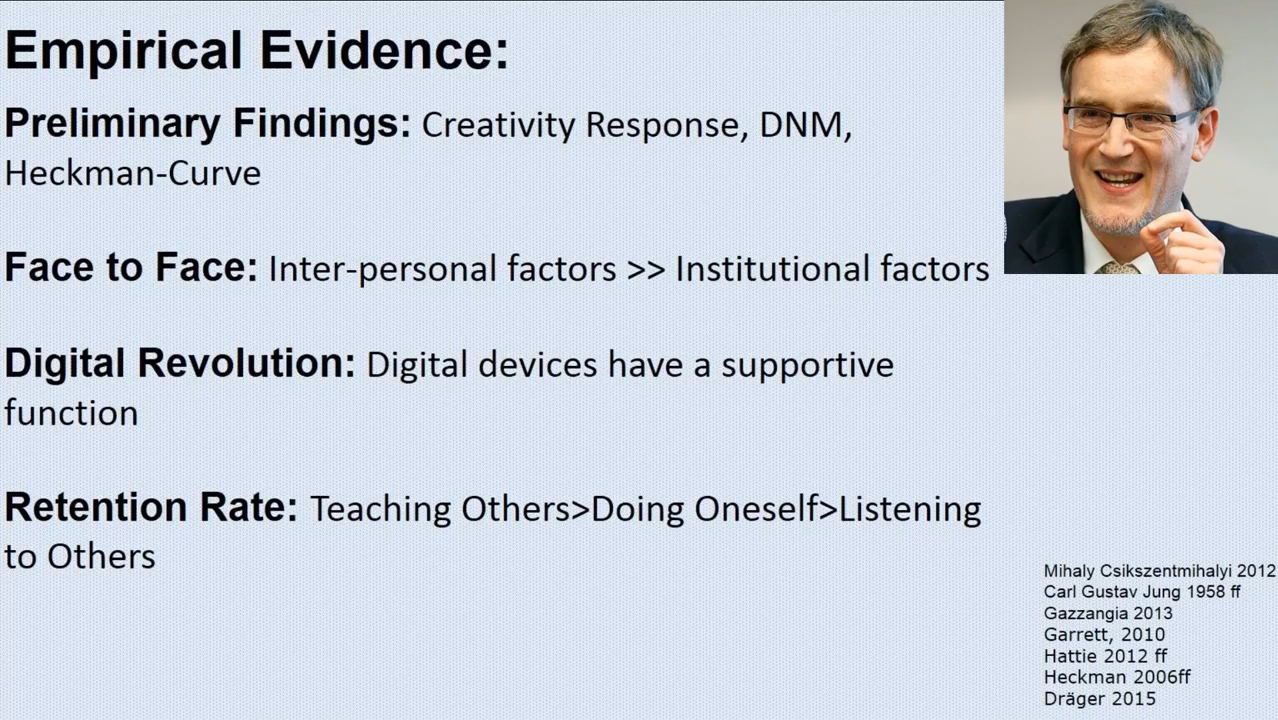 Empirical Evidence:
Preliminary Findings: Creativity Response, DNM,
Heckman-Curve
Face to Face: Inter-personal factors >> Institutional factors
Digital Revolution: Digital devices have a supportive
function
Retention Rate: Teaching Others>Doing Oneself>Listening
to Others
Mihaly Csikszentmihalyi 2012
Carl Gustav Jung 1958 ff
Gazzangia 2013
Garrett, 2010
Hattie 2012 ff
Heckman 2006ff
Dräger 2015